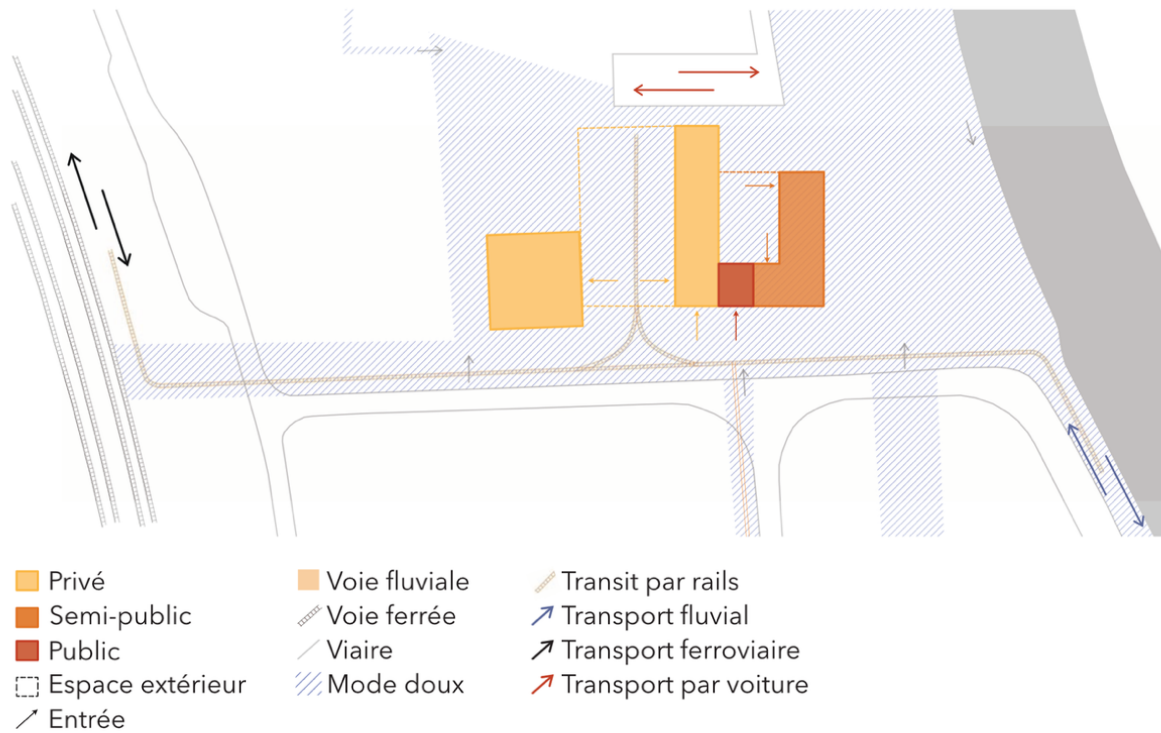 Privé
Semi-public
Public
Espace extérieur
Entrée
Voie fluviale
Voie ferrée
Viaire
Mode doux
Transit par rails
Transport fluvial
Transport ferroviaire
Transport par voiture